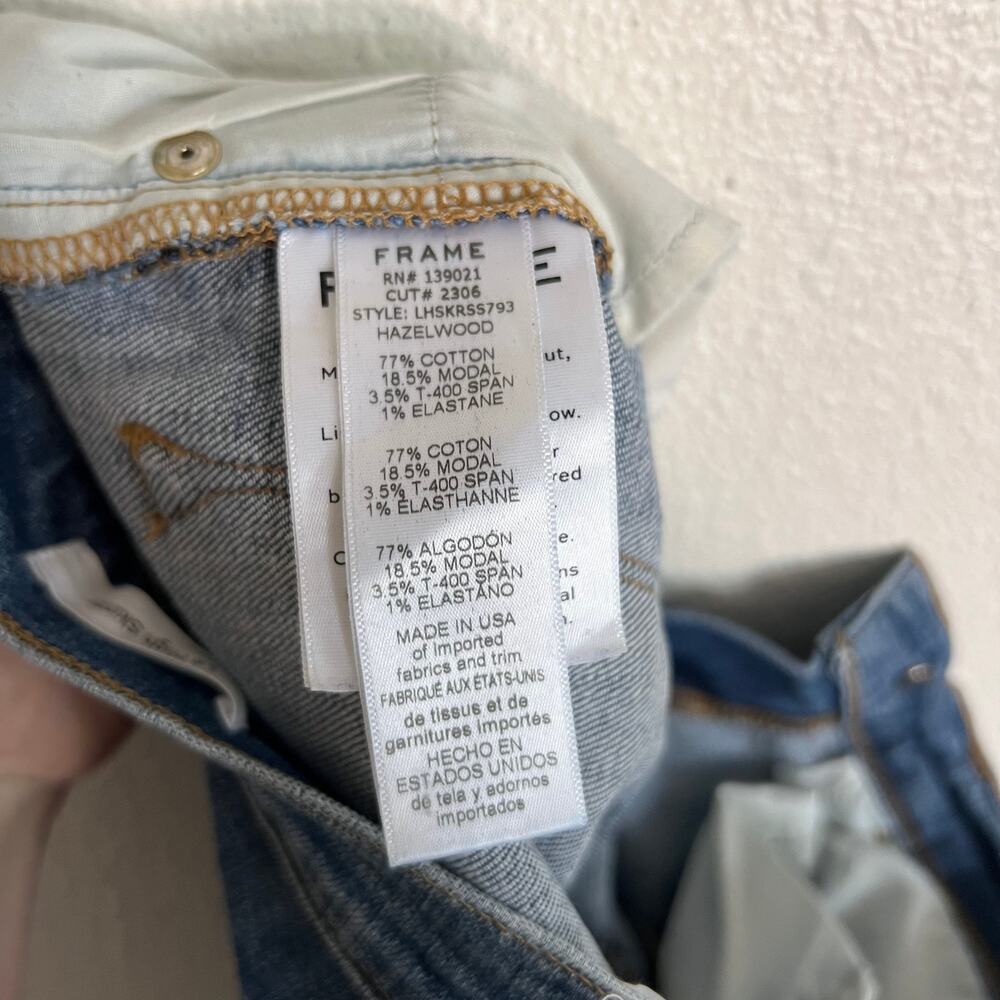 FRAME
RN# 139021
CUT# 2306
STYLE: LHSKRSS793
HAZELWOOD
77% COTTON
18.5% MODAL
3.5% T-400 SPAN
1% ELASTANE
77% COTON
18.5% MODAL
3.5% T-400 SPAN
1% ELASTHANNE
77% ALGODÓN
18.5% MODAL
3.5% T-400 SPAN
1% ELASTANO
MADE IN USA
of imported
fabrics and trim
FABRIQUÉ AUX ETATS-UNIS
de tissus et de
garnitures importés
HECHO EN
ESTADOS UNIDOS
de tela y adornos
importados